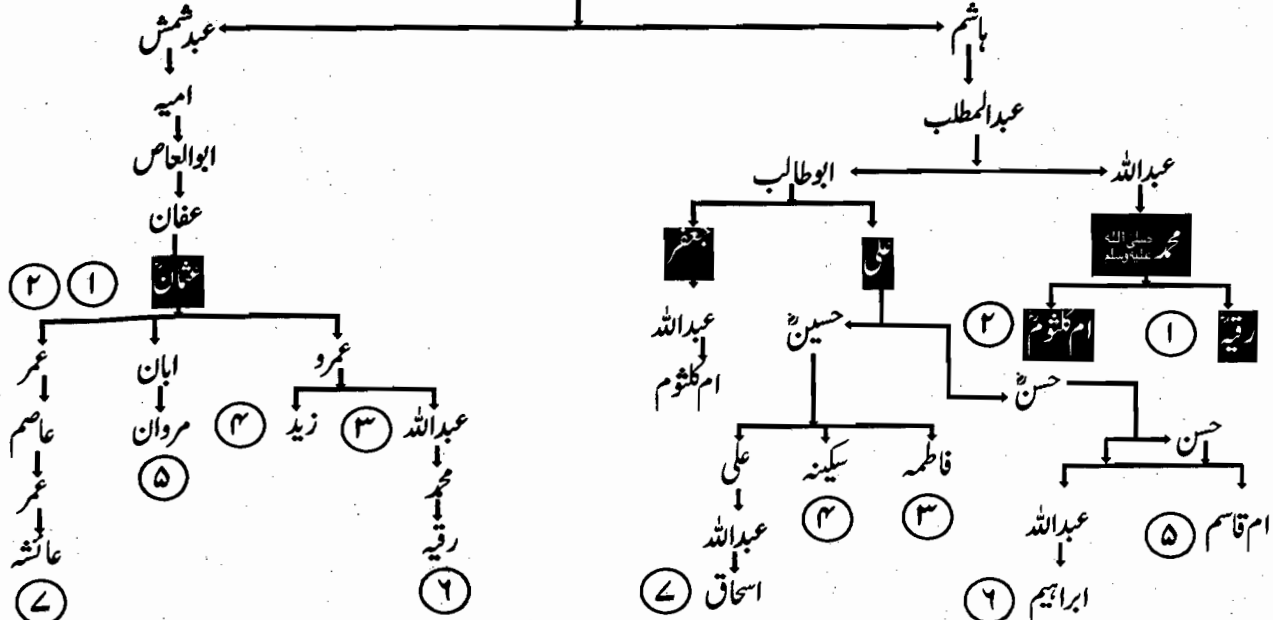 ہاشم عبدشمش
عبدالمطلب امیہ
عبداللہ ابوطالب ابوالعاص
محمد صلی اللہ علیہ وسلم علیؓ جعفرؓ عفان
رقیہؓ ۱ ام کلثومؓ ۲ عثمانؓ ۱ ۲
حسینؓ عبداللہ
حسنؓ ام کلثوم عمرو ابان عمر
حسن عبداللہ ۳ زید ۴ مروان عاصم
فاطمہ سکینہ علی محمد ۵ عمر
۳ ۴
ام قاسم ۵ عبداللہ عبداللہ رقیہ عائشہ
ابراہیم ۶ اسحاق ۷ ۶ ۷